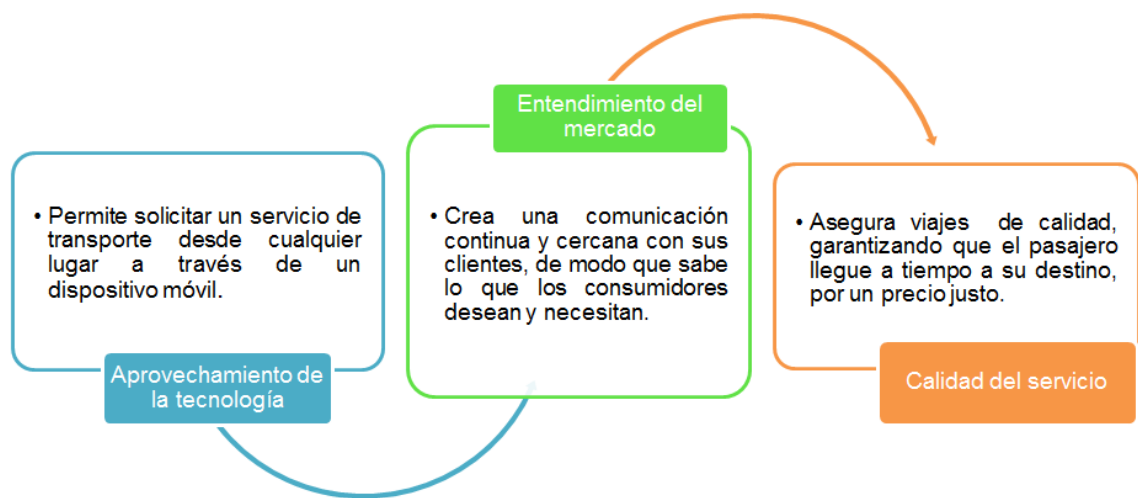 • Permite solicitar un servicio de
transporte desde cualquier
lugar a través de un
dispositivo móvil.
Aprovechamiento de
la tecnología
Entendimiento del
mercado
• Crea una comunicación
continua y cercana con sus
clientes, de modo que sabe
lo que los consumidores
desean y necesitan.
• Asegura viajes de calidad,
garantizando que el pasajero
llegue a tiempo a su destino,
por un precio justo.
Calidad del servicio